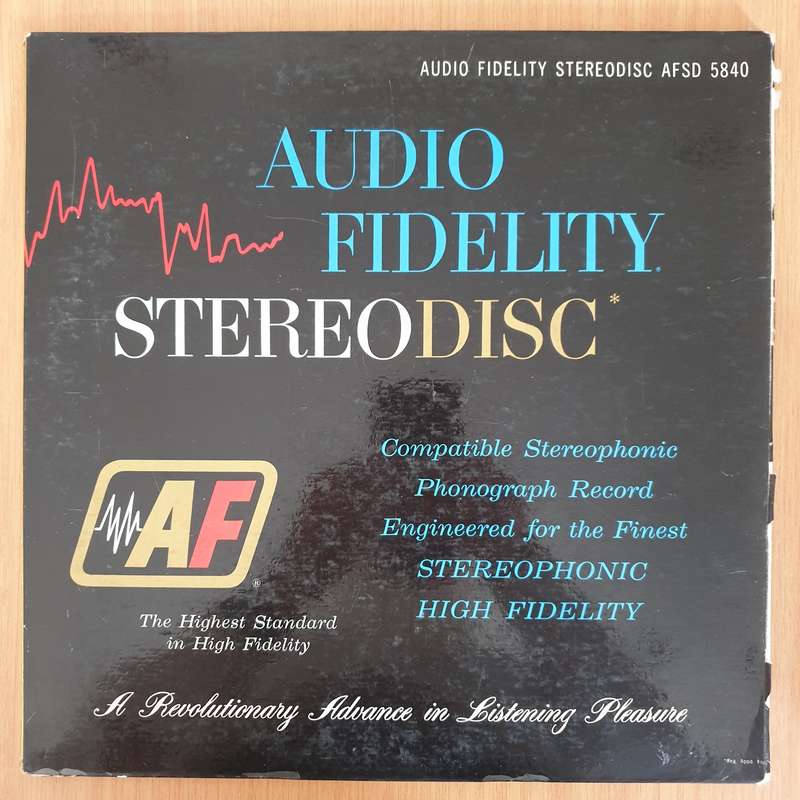 AUDIO FIDELITY STEREODISC AFSD 5840
AUDIO
FIDELITY®
STEREODISC*
Compatible Stereophonic
Phonograph Record
Engineered for the Finest
STEREOPHONIC
HIGH FIDELITY
AF®
The Highest Standard
in High Fidelity
A Revolutionary Advance in Listening Pleasure